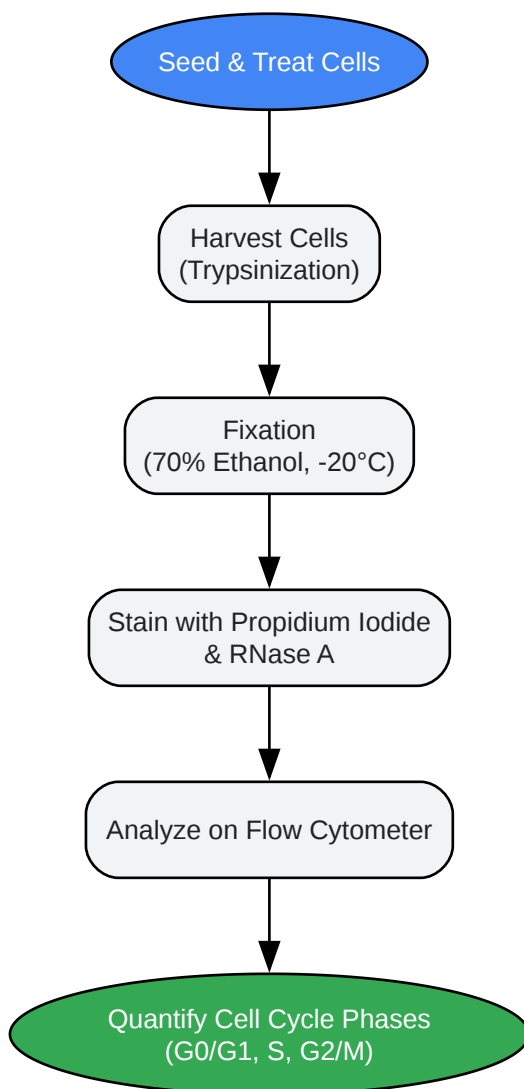 Seed & Treat Cells
Harvest Cells
(Trypsinization)
Fixation
(70% Ethanol, -20°C)
Stain with Propidium Iodide
& RNase A
Analyze on Flow Cytometer
Quantify Cell Cycle Phases
(G0/G1, S, G2/M)